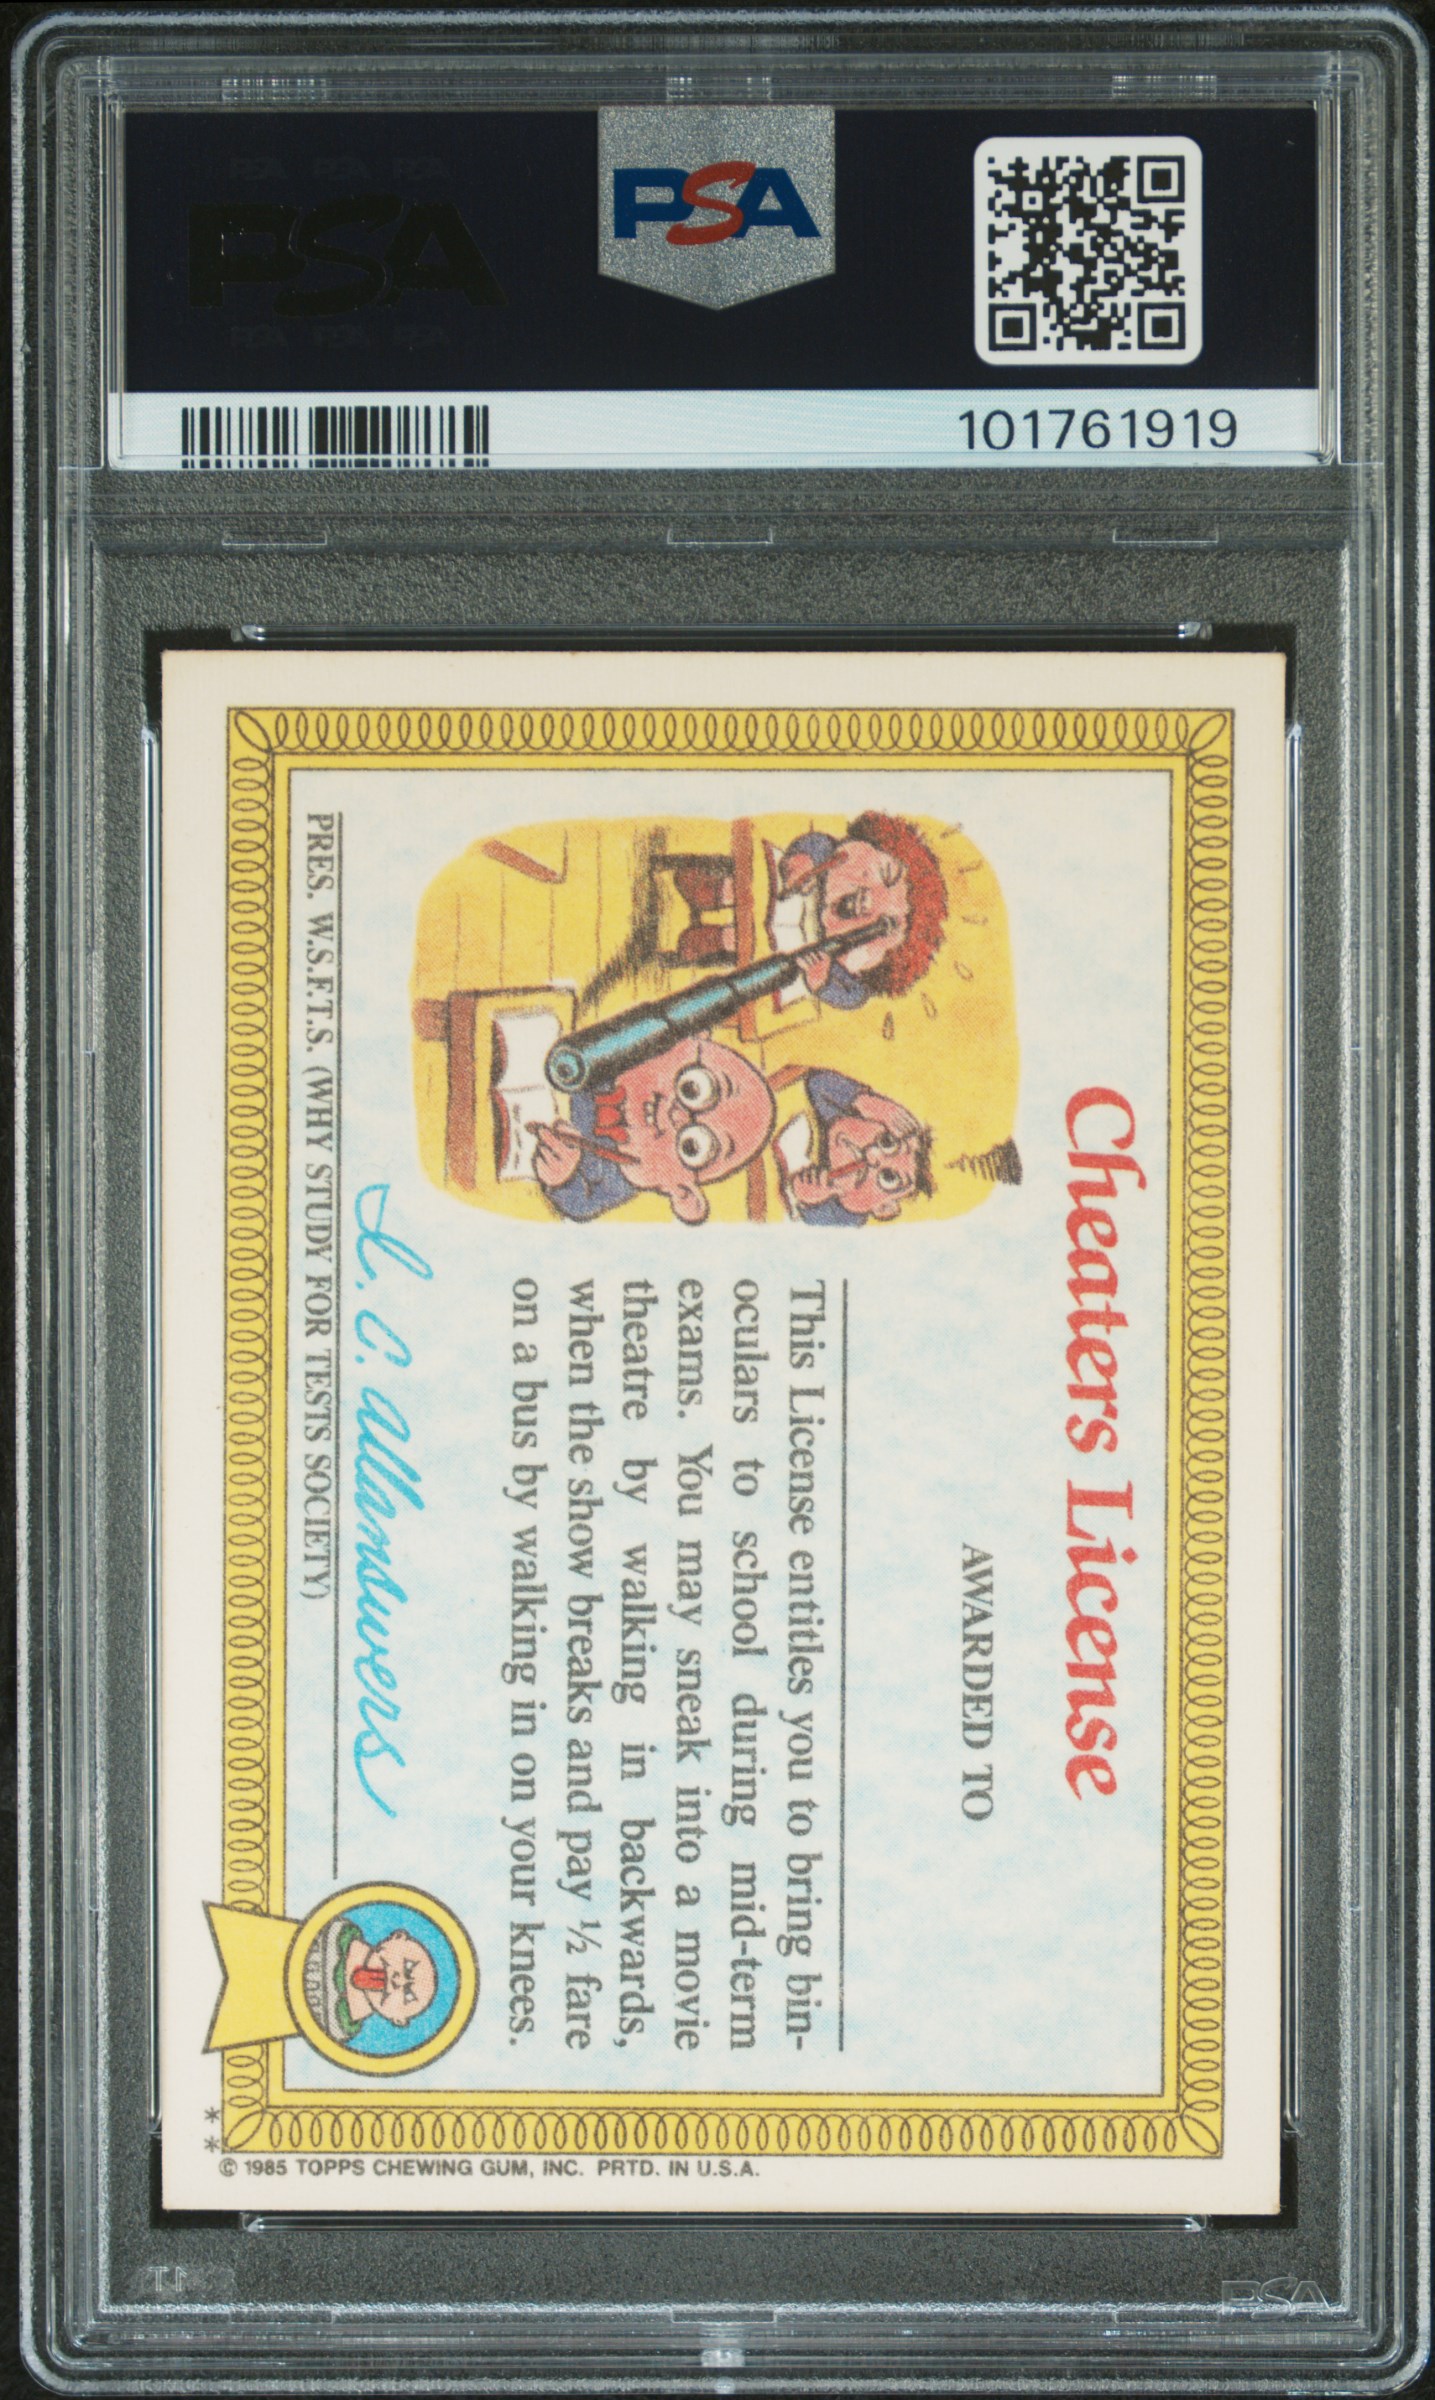 PSA
PSA
101761919
Cheaters License
AWARDED TO
This License entitles you to bring bin-
oculars to school during mid-term
exams. You may sneak into a movie
theatre by walking in backwards,
when the show breaks and pay ½ fare
on a bus by walking in on your knees.
I. C. Allansuwers
PRES. W.S.F.T.S. (WHY STUDY FOR TESTS SOCIETY)
** © 1985 TOPPS CHEWING GUM, INC. PRTD. IN U.S.A.
PSA